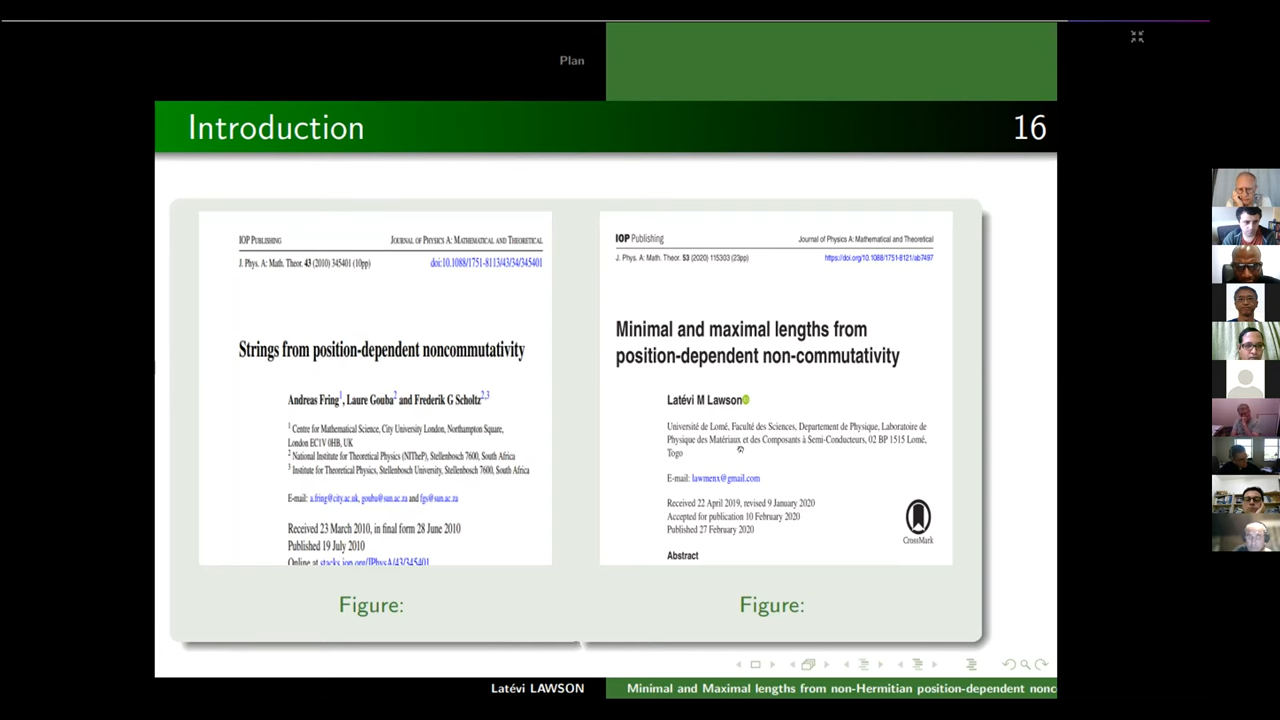 Plan
Introduction
16
IOP PUBLISHING
JOURNAL OF PHYSICS A: MATHEMATICAL AND THEORETICAL
J. Phys. A: Math. Theor. 43 (2010) 345401 (10pp)
doi:10.1088/1751-8113/43/34/345401
Strings from position-dependent noncommutativity
Andreas Fring1, Laure Gouba2 and Frederik G Scholtz2,3
1 Centre for Mathematical Science, City University London, Northampton Square,
London EC1V 0HB, UK
2 National Institute for Theoretical Physics (NITheP), Stellenbosch 7600, South Africa
3 Institute for Theoretical Physics, Stellenbosch University, Stellenbosch 7600, South Africa
E-mail: a.fring@city.ac.uk, gouba@sun.ac.za and fgs@sun.ac.za
Received 23 March 2010, in final form 28 June 2010
Published 19 July 2010
Online at stacks.iop.org/JPhysA/43/345401
Figure:
IOP Publishing
Journal of Physics A: Mathematical and Theoretical
J. Phys. A: Math. Theor. 53 (2020) 115303 (23pp)
https://doi.org/10.1088/1751-8121/ab7497
Minimal and maximal lengths from
position-dependent non-commutativity
Latévi M Lawson
Université de Lomé, Faculté des Sciences, Departement de Physique, Laboratoire de
Physique des Matériaux et des Composants à Semi-Conducteurs, 02 BP 1515 Lomé,
Togo
E-mail: lawmenx@gmail.com
Received 22 April 2019, revised 9 January 2020
Accepted for publication 10 February 2020
Published 27 February 2020
CrossMark
Abstract
Figure:
Latévi LAWSON
Minimal and Maximal lengths from non-Hermitian position-dependent nonc